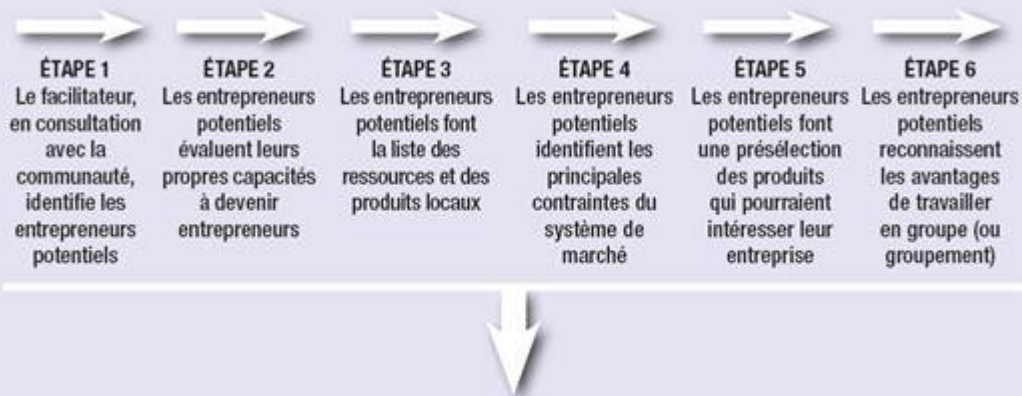 ÉTAPE 1
Le facilitateur,
en consultation
avec la
communauté,
identifie les
entrepreneurs
potentiels
ÉTAPE 2
Les entrepreneurs
potentiels
évaluent leurs
propres capacités
à devenir
entrepreneurs
ÉTAPE 3
Les entrepreneurs
potentiels font
la liste des
ressources et des
produits locaux
ÉTAPE 4
Les entrepreneurs
potentiels
identifient les
principales
contraintes du
système de
marché
ÉTAPE 5
Les entrepreneurs
potentiels font
une présélection
des produits
qui pourraient
intéresser leur
entreprise
ÉTAPE 6
Les entrepreneurs
potentiels
reconnaissent
les avantages
de travailler
en groupe (ou
groupement)